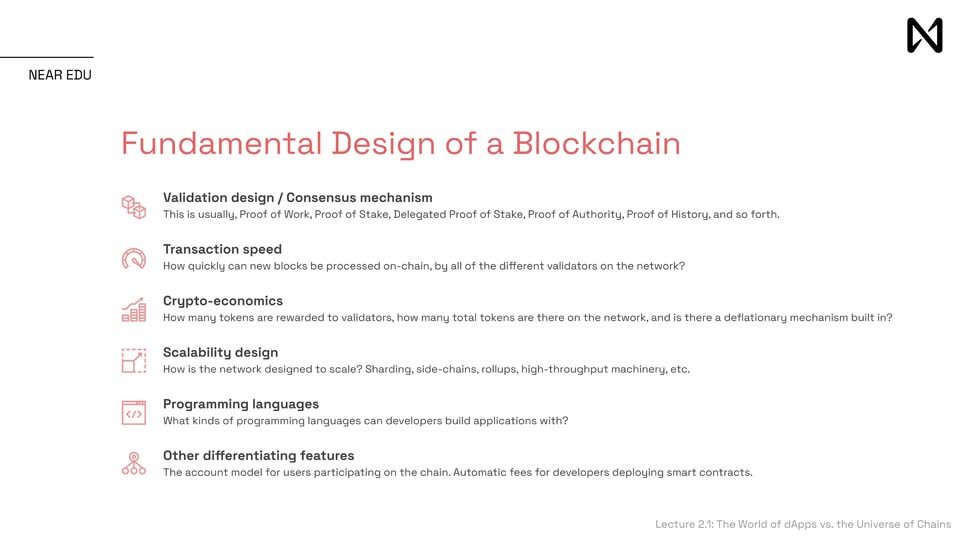 NEAR EDU
Fundamental Design of a Blockchain
Validation design / Consensus mechanism
This is usually, Proof of Work, Proof of Stake, Delegated Proof of Stake, Proof of Authority, Proof of History, and so forth.
Transaction speed
How quickly can new blocks be processed on-chain, by all of the different validators on the network?
Crypto-economics
How many tokens are rewarded to validators, how many total tokens are there on the network, and is there a deflationary mechanism built in?
Scalability design
How is the network designed to scale? Sharding, side-chains, rollups, high-throughput machinery, etc.
Programming languages
What kinds of programming languages can developers build applications with?
Other differentiating features
The account model for users participating on the chain. Automatic fees for developers deploying smart contracts.
Lecture 2.1: The World of dApps vs. the Universe of Chains